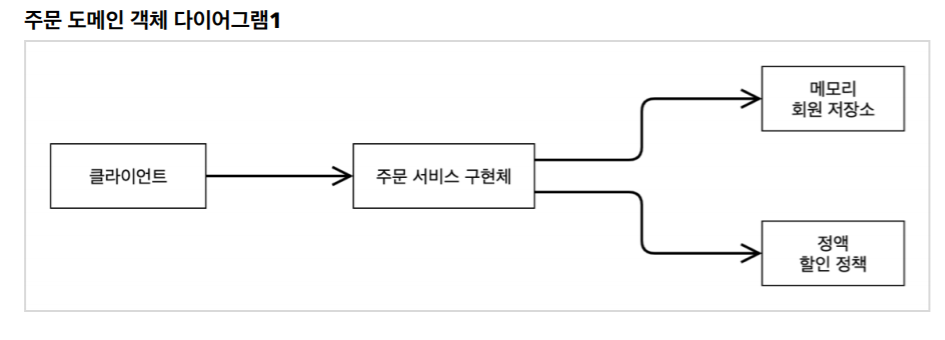 주문 도메인 객체 다이어그램1
클라이언트
주문 서비스 구현체
메모리
회원 저장소
정액
할인 정책